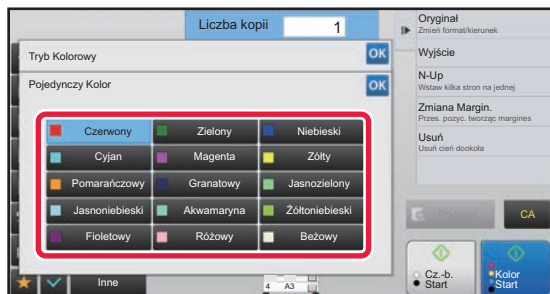 Liczba kopii 1
Tryb Kolorowy OK
Pojedynczy Kolor OK
Czerwony Zielony Niebieski
Cyjan Magenta Żółty
Pomarańczowy Granatowy Jasnozielony
Jasnoniebieski Akwamaryna Żółtoniebieski
Fioletowy Różowy Beżowy
Inne
4 A3
Oryginał
Zmień format/kierunek
Wyjście
N-Up
Wstaw kilka stron na jednej
Zmiana Margin.
Przes. pozyc. tworząc margines
Usuń
Usuń cień dookoła
CA
Cz.-b.
Start
Kolor
Start